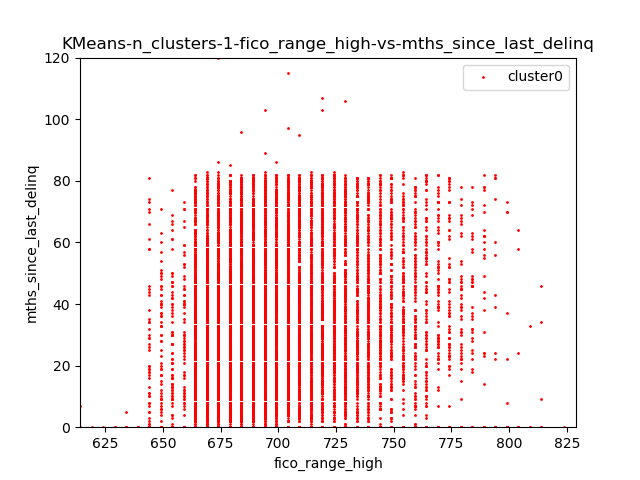 KMeans-n_clusters-1-fico_range_high-vs-mths_since_last_delinq
cluster0
120
100
80
60
40
20
0
mths_since_last_delinq
625 650 675 700 725 750 775 800 825
fico_range_high